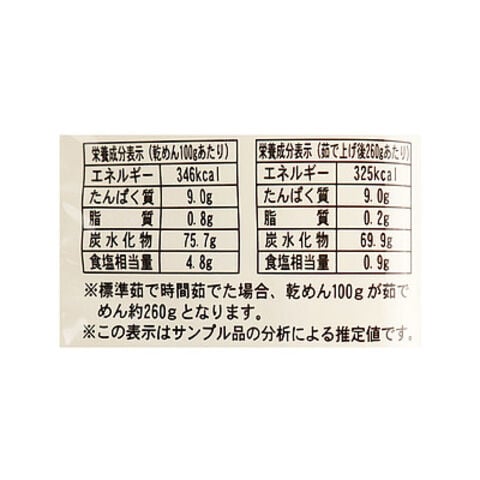 栄養成分表示(乾めん100gあたり)
エネルギー 346kcal
たんぱく質 9.0g
脂質 0.8g
炭水化物 75.7g
食塩相当量 4.8g
栄養成分表示(茹で上げ後260gあたり)
エネルギー 325kcal
たんぱく質 9.0g
脂質 0.2g
炭水化物 69.9g
食塩相当量 0.9g
※標準茹で時間茹でた場合、乾めん100gが茹で
めん約260gとなります。
※この表示はサンプル品の分析による推定値です。